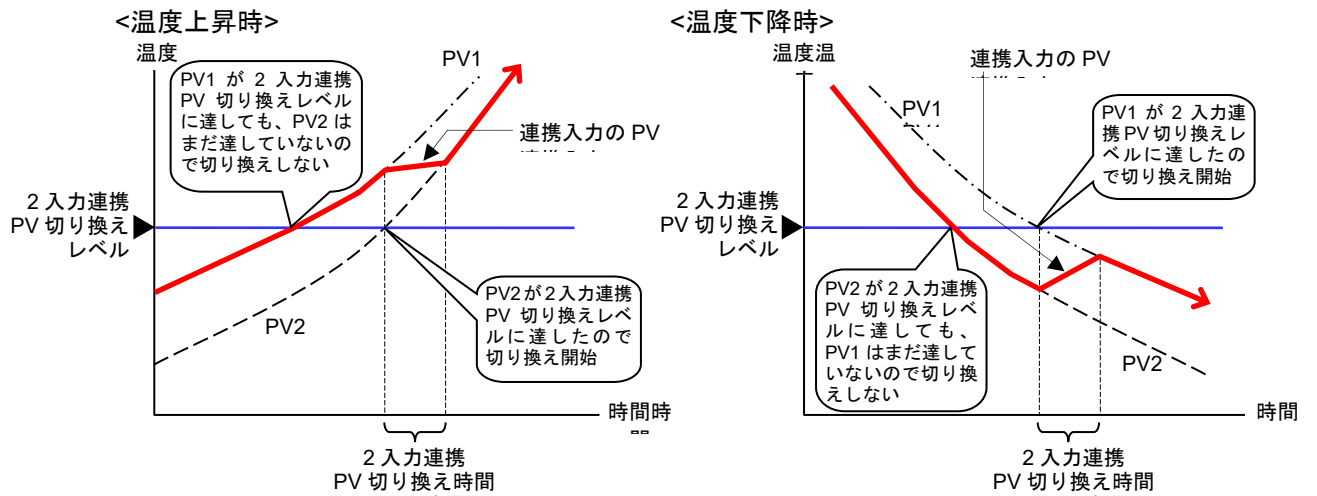 <温度上昇時>
温度
PV1
PV1 が 2 入力連携
PV 切り換えレベル
に達しても、PV2 は
まだ達していないの
で切り換えしない
連携入力の PV
2 入力連携
PV 切り換え
レベル
PV2
PV2 が 2 入力連携
PV 切り換えレベ
ルに達したので
切り換え開始
時間時
2 入力連携
PV 切り換え時間
<温度下降時>
温度温
連携入力の PV
PV1
PV1 が 2 入力連
携 PV 切り換えレ
ベルに達したの
で切り換え開始
2 入力連携
PV 切り換え
レベル
PV2 が 2 入力連携
PV 切り換えレベ
ルに達しても、
PV1 はまだ達して
いないので切り換
えしない
PV2
時間
2 入力連携
PV 切り換え時間